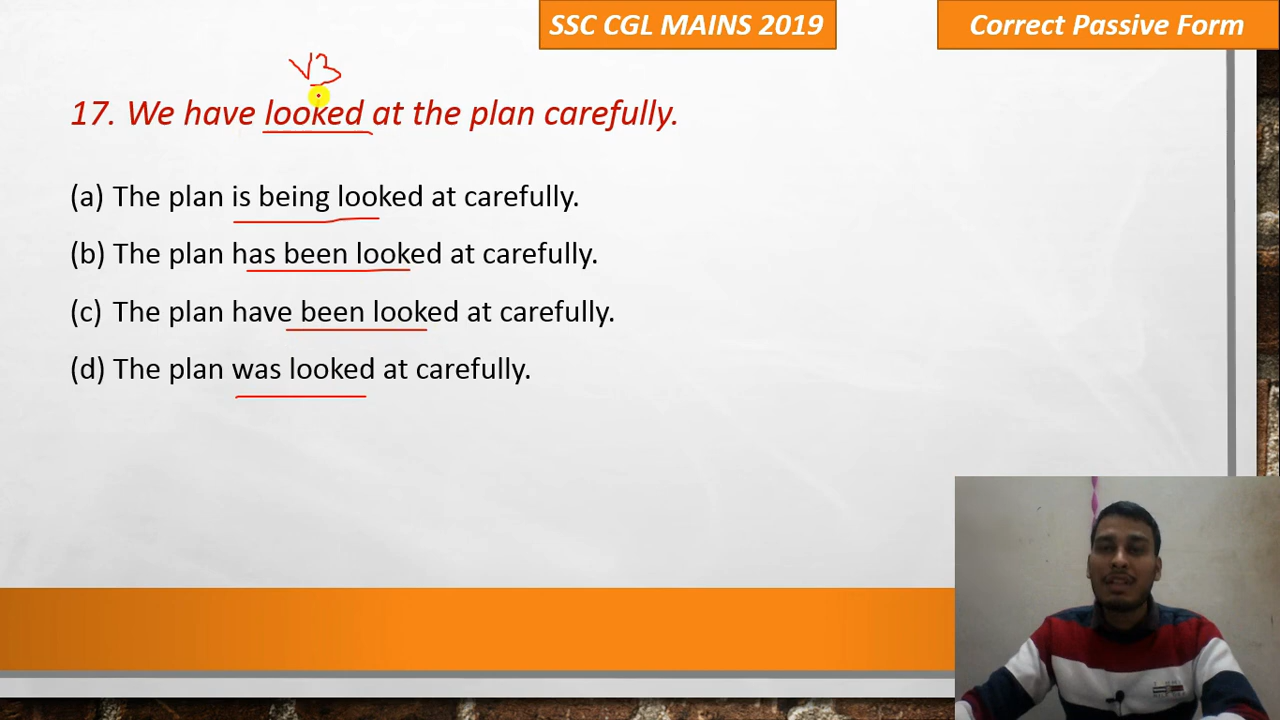 SSC CGL MAINS 2019
Correct Passive Form
V3
17. We have looked at the plan carefully.
(a) The plan is being looked at carefully.
(b) The plan has been looked at carefully.
(c) The plan have been looked at carefully.
(d) The plan was looked at carefully.